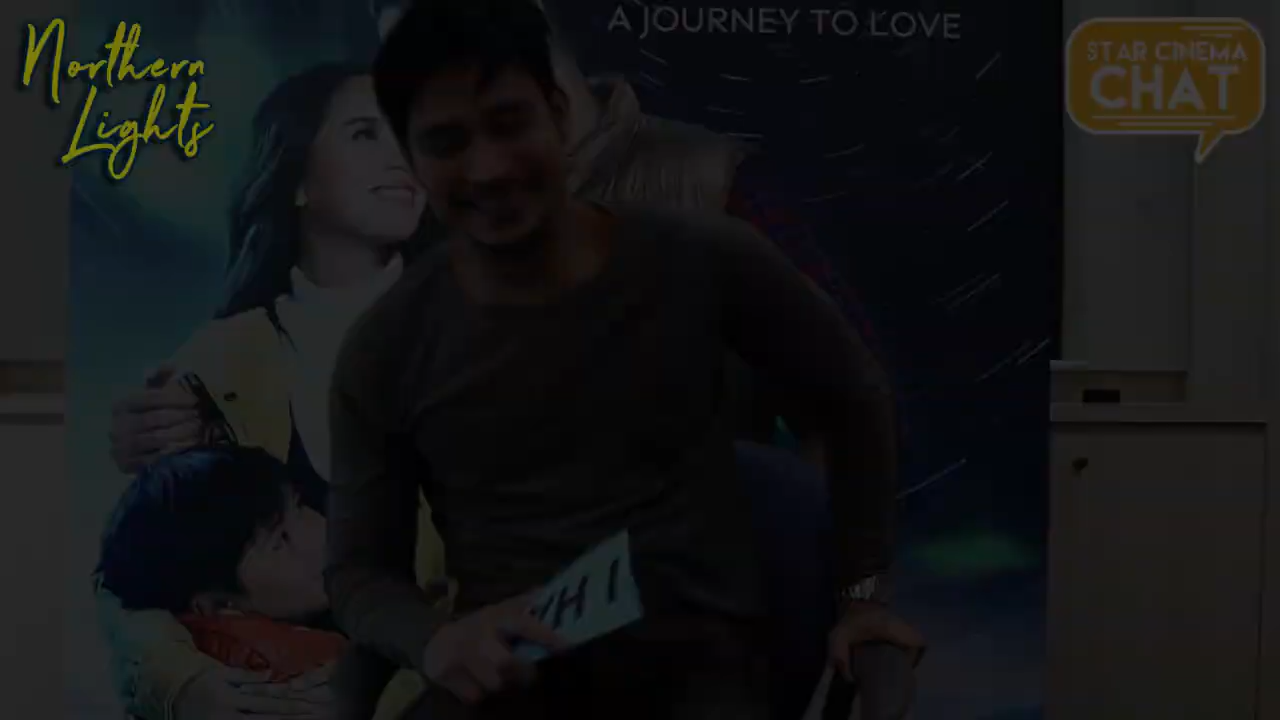 A JOURNEY TO LOVE
Northern
Lights
STAR CINEMA
CHAT